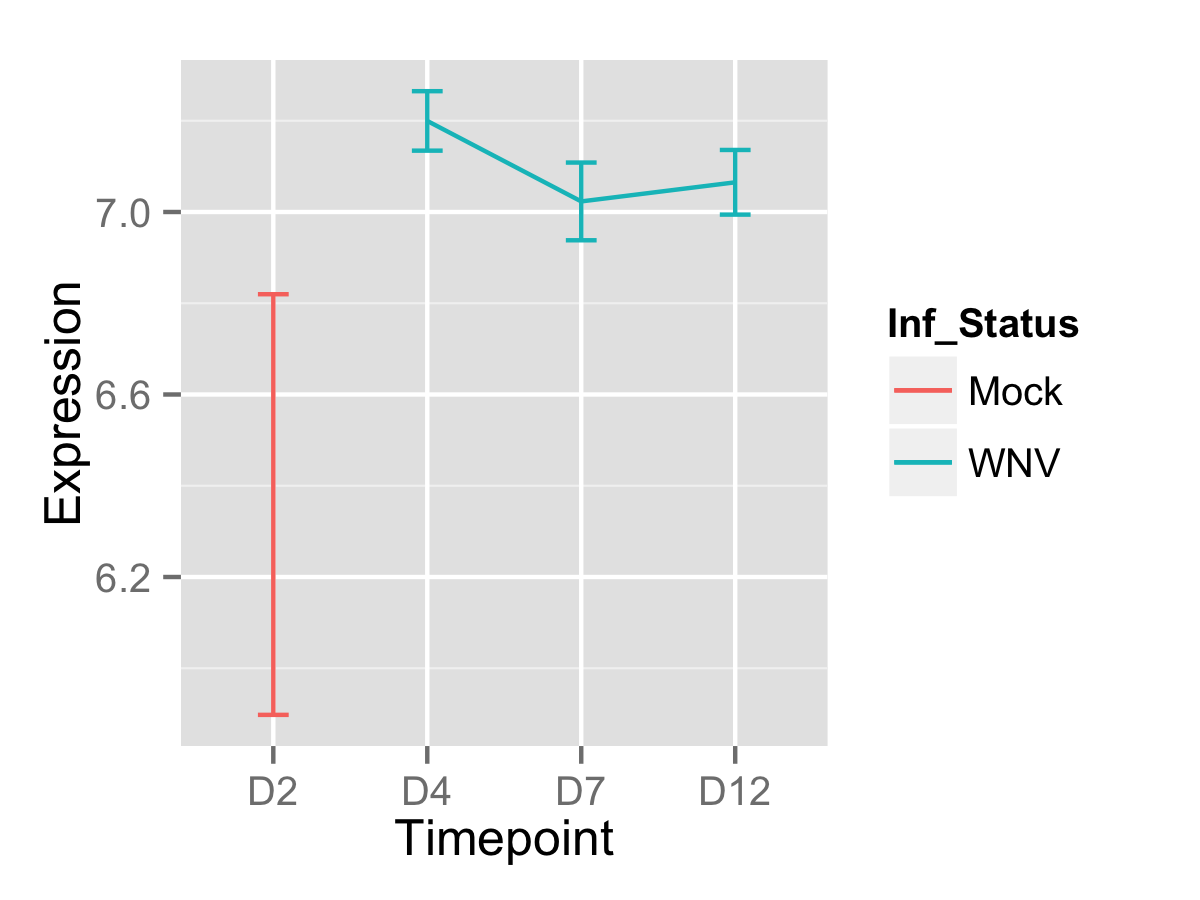 Expression
7.0
6.6
6.2
D2 D4 D7 D12
Timepoint
Inf_Status
Mock
WNV